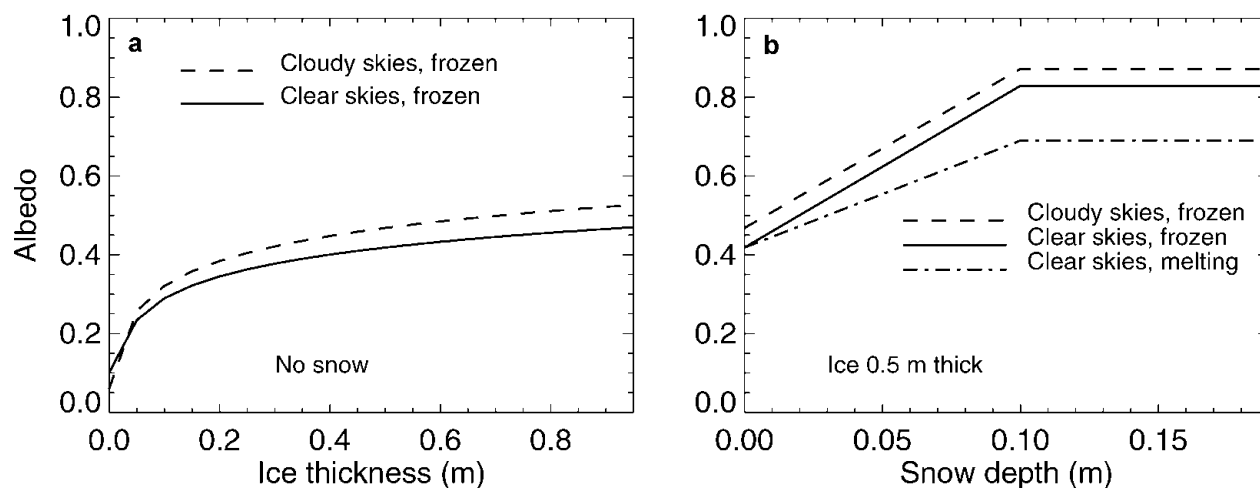 a
Cloudy skies, frozen
Clear skies, frozen
No snow
Albedo
1.0
0.8
0.6
0.4
0.2
0.0
0.0 0.2 0.4 0.6 0.8
Ice thickness (m)
b
Cloudy skies, frozen
Clear skies, frozen
Clear skies, melting
Ice 0.5 m thick
1.0
0.8
0.6
0.4
0.2
0.0
0.00 0.05 0.10 0.15
Snow depth (m)